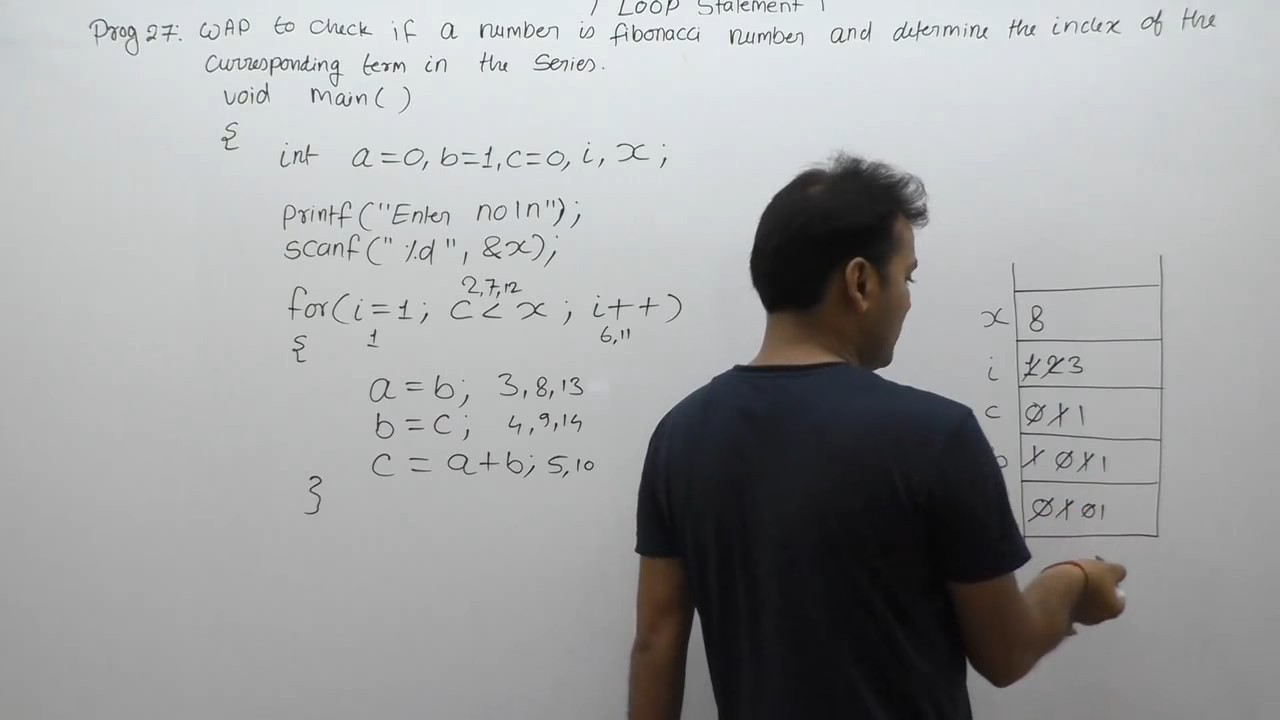 LOOP Statement
Prog 27: WAP to check if a number is fibonacci number and determine the index of the
Curresponding term in the Series.
void main( )
{
int a=0, b=1, c=0, i, x;
printf("Enter no\n");
scanf("%d", &x);
2,7,12
for(i=1; c<x; i++)
1 6,11
{
a=b; 3,8,13
b=c; 4,9,14
c = a+b; 5,10
}
x 8
i 1 2 3
c 0 1 1
b 1 0 1 1
0 1 0 1